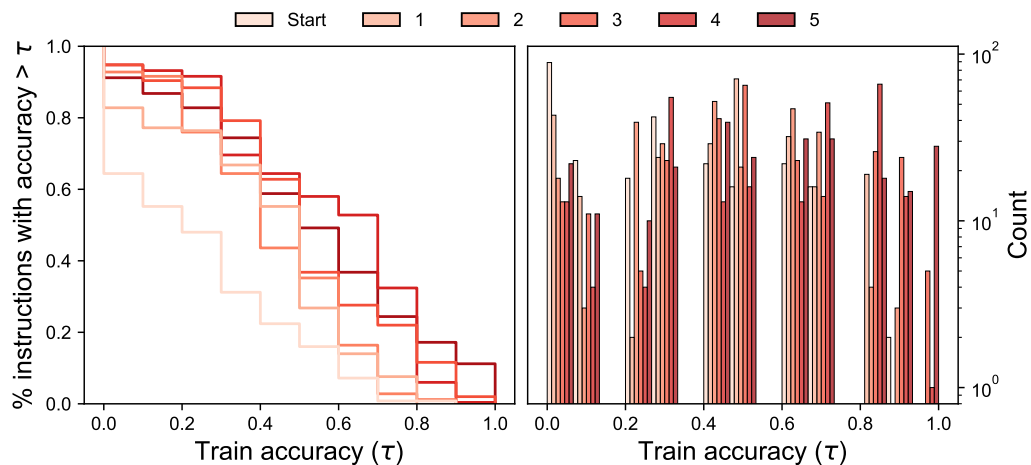 Start 1 2 3 4 5
% instructions with accuracy > τ
1.0
0.8
0.6
0.4
0.2
0.0
0.0 0.2 0.4 0.6 0.8 1.0
Train accuracy (τ)
0.0 0.2 0.4 0.6 0.8 1.0
Train accuracy (τ)
10²
10¹
10⁰
Count